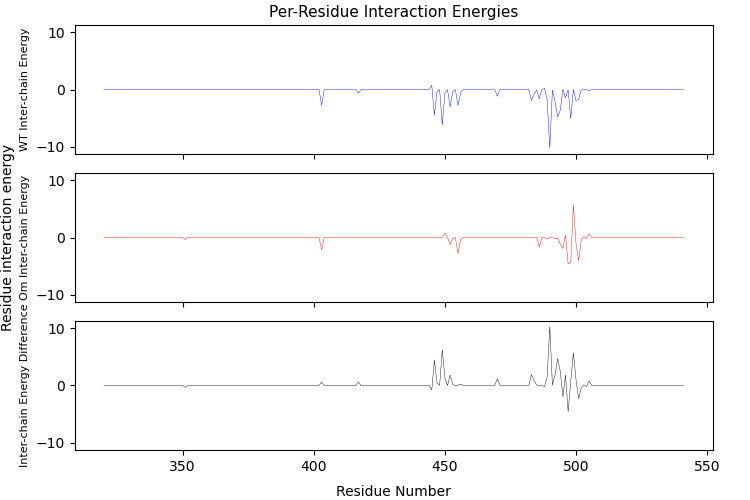 Per-Residue Interaction Energies
Residue interaction energy
WT Inter-chain Energy
10
0
−10
Om Inter-chain Energy
10
0
−10
Inter-chain Energy Difference
10
0
−10
350
400
450
500
550
Residue Number